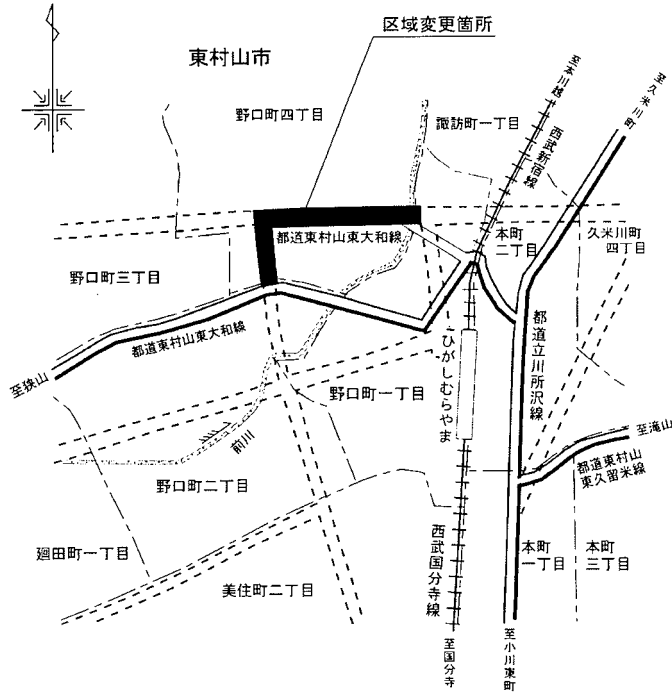 区域変更箇所
東村山市
至本川越
至久米川町
野口町四丁目
諏訪町一丁目
西武新宿線
都道東村山東大和線
本町
二丁目
久米川町
四丁目
野口町三丁目
都道東村山東大和線
ひがしむらやま
都道立川所沢線
至狭山
野口町一丁目
前川
至滝山
都道東村山
東久留米線
野口町二丁目
西武国分寺線
廻田町一丁目
本町
一丁目
本町
三丁目
美住町二丁目
至国分寺
至小川東町